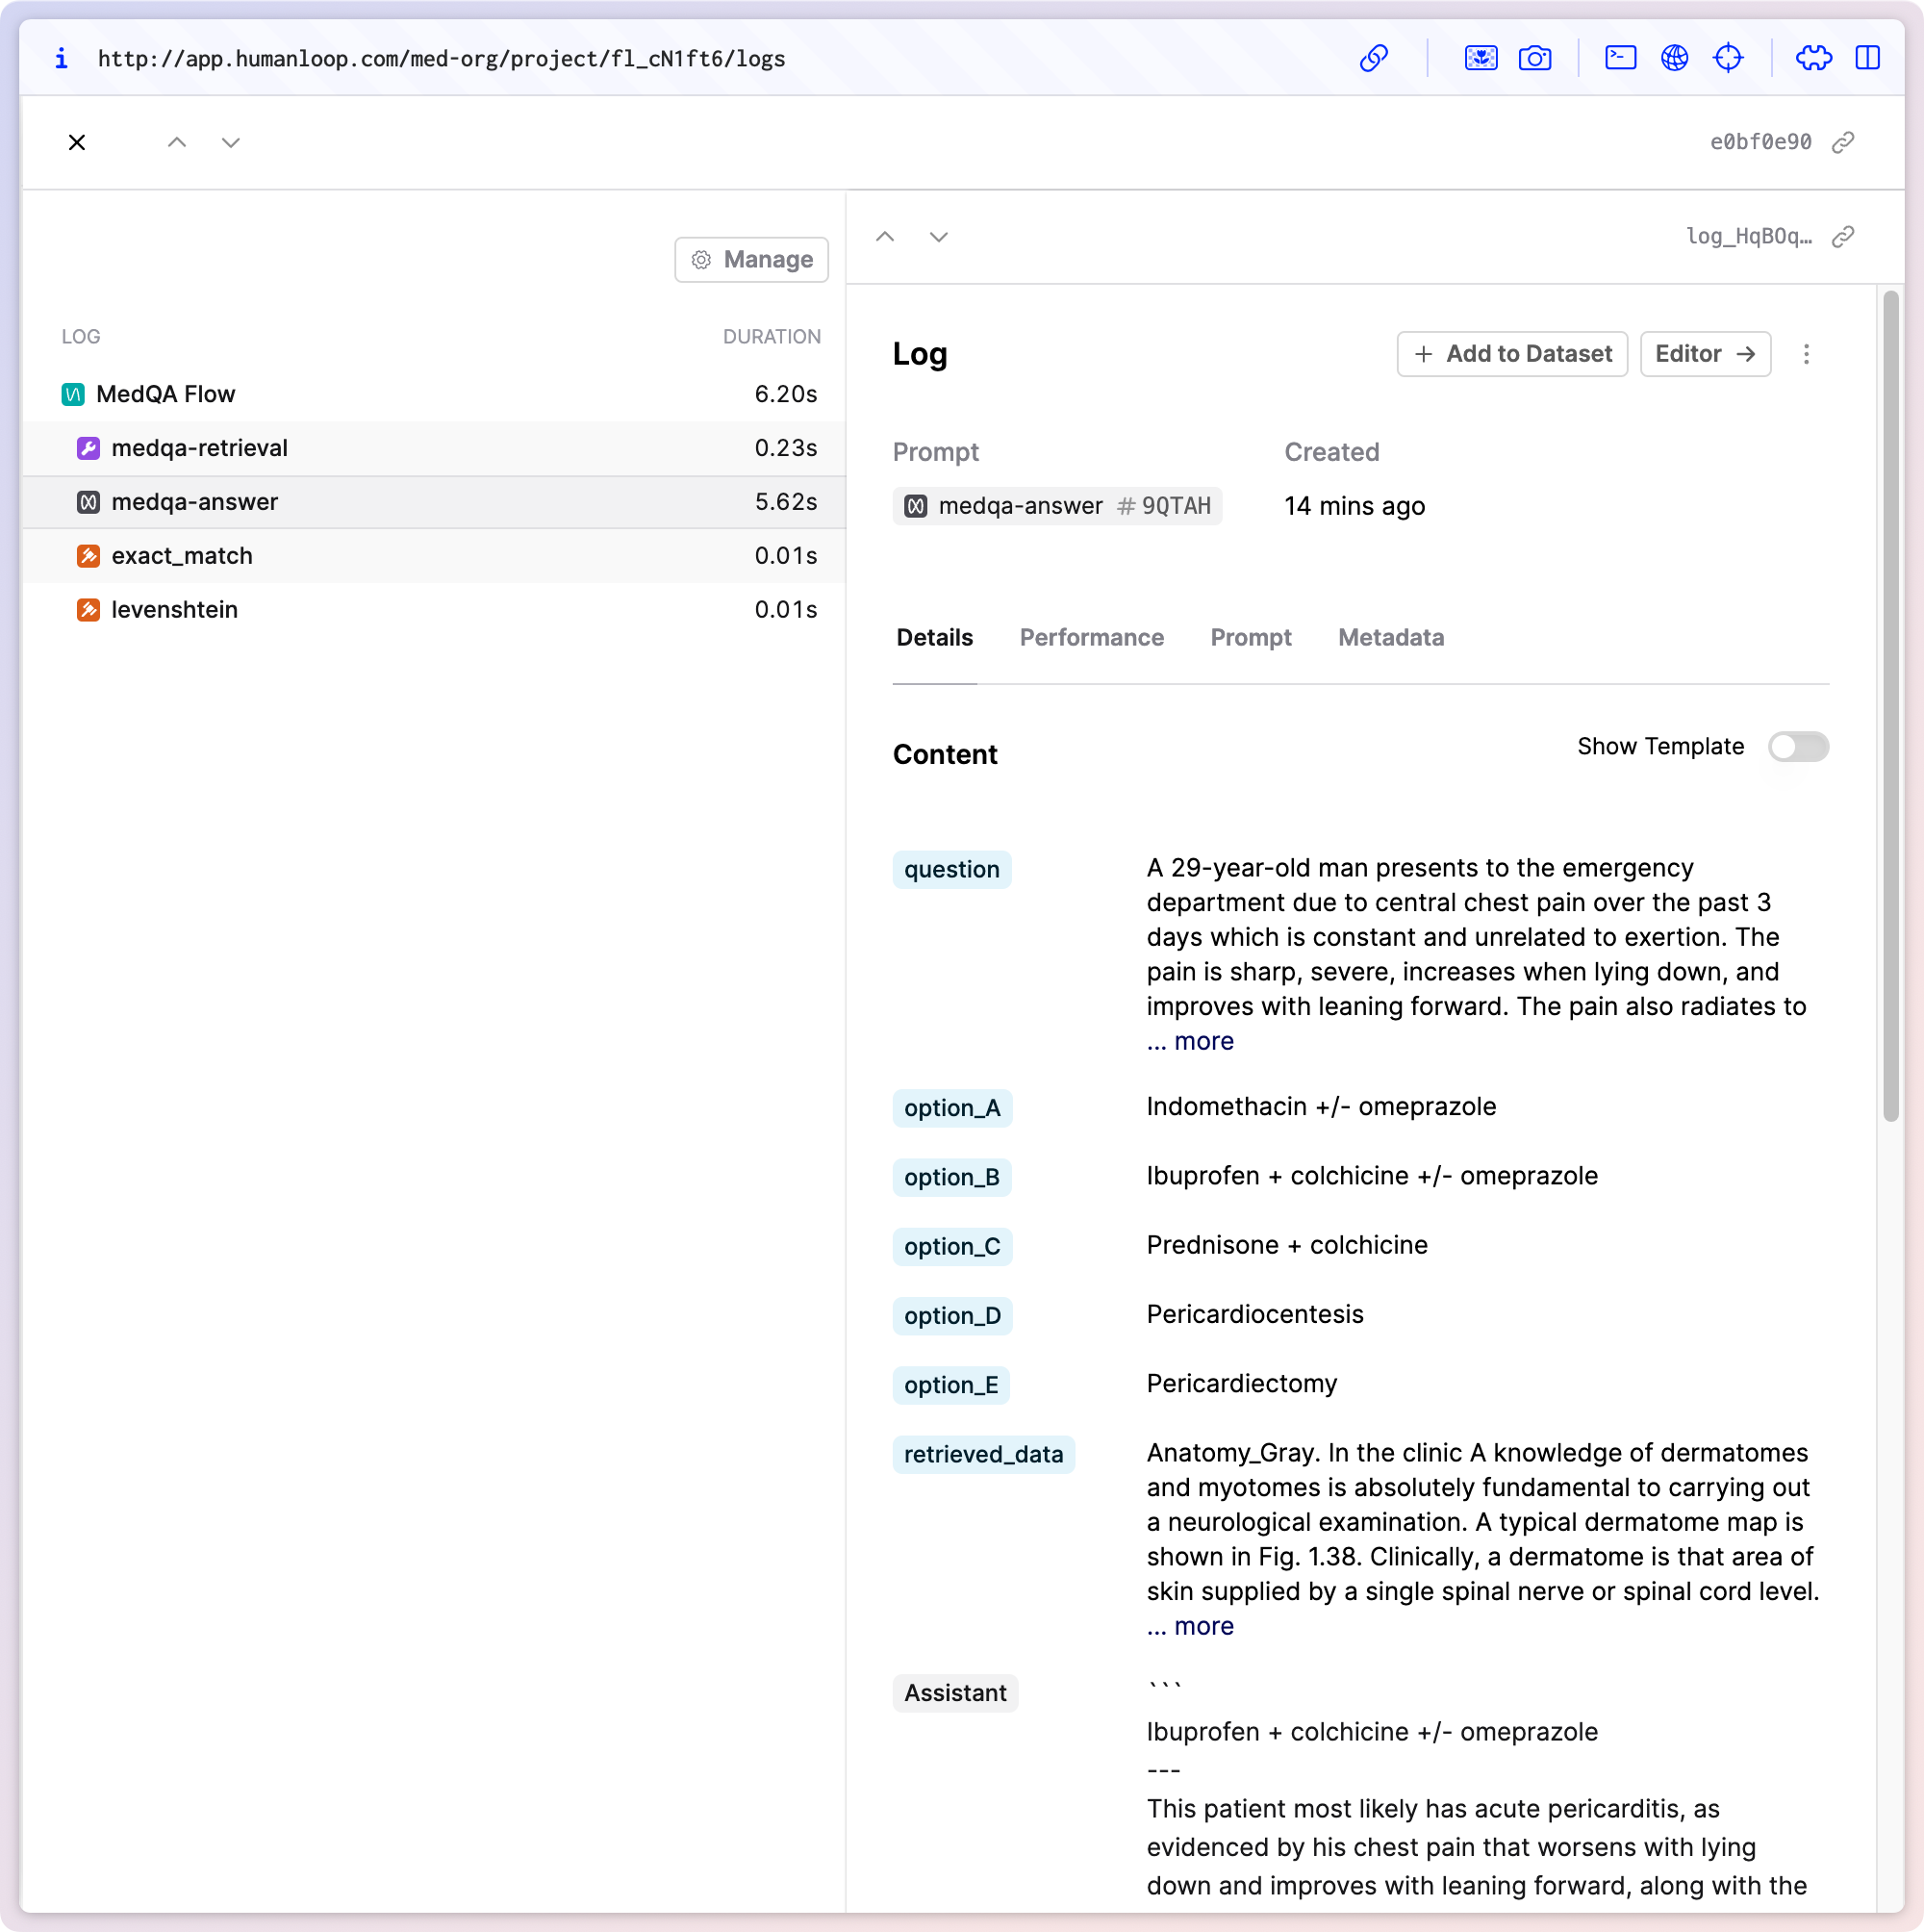 http://app.humanloop.com/med-org/project/fl_cN1ft6/logs
e0bf0e90
Manage
LOG DURATION
MedQA Flow 6.20s
medqa-retrieval 0.23s
medqa-answer 5.62s
exact_match 0.01s
levenshtein 0.01s
log_HqBOq…
Log
+ Add to Dataset
Editor →
Prompt
Created
medqa-answer # 9QTAH
14 mins ago
Details Performance Prompt Metadata
Content
Show Template
question
A 29-year-old man presents to the emergency
department due to central chest pain over the past 3
days which is constant and unrelated to exertion. The
pain is sharp, severe, increases when lying down, and
improves with leaning forward. The pain also radiates to
... more
option_A
Indomethacin +/- omeprazole
option_B
Ibuprofen + colchicine +/- omeprazole
option_C
Prednisone + colchicine
option_D
Pericardiocentesis
option_E
Pericardiectomy
retrieved_data
Anatomy_Gray. In the clinic A knowledge of dermatomes
and myotomes is absolutely fundamental to carrying out
a neurological examination. A typical dermatome map is
shown in Fig. 1.38. Clinically, a dermatome is that area of
skin supplied by a single spinal nerve or spinal cord level.
... more
Assistant
```
Ibuprofen + colchicine +/- omeprazole
---
This patient most likely has acute pericarditis, as
evidenced by his chest pain that worsens with lying
down and improves with leaning forward, along with the